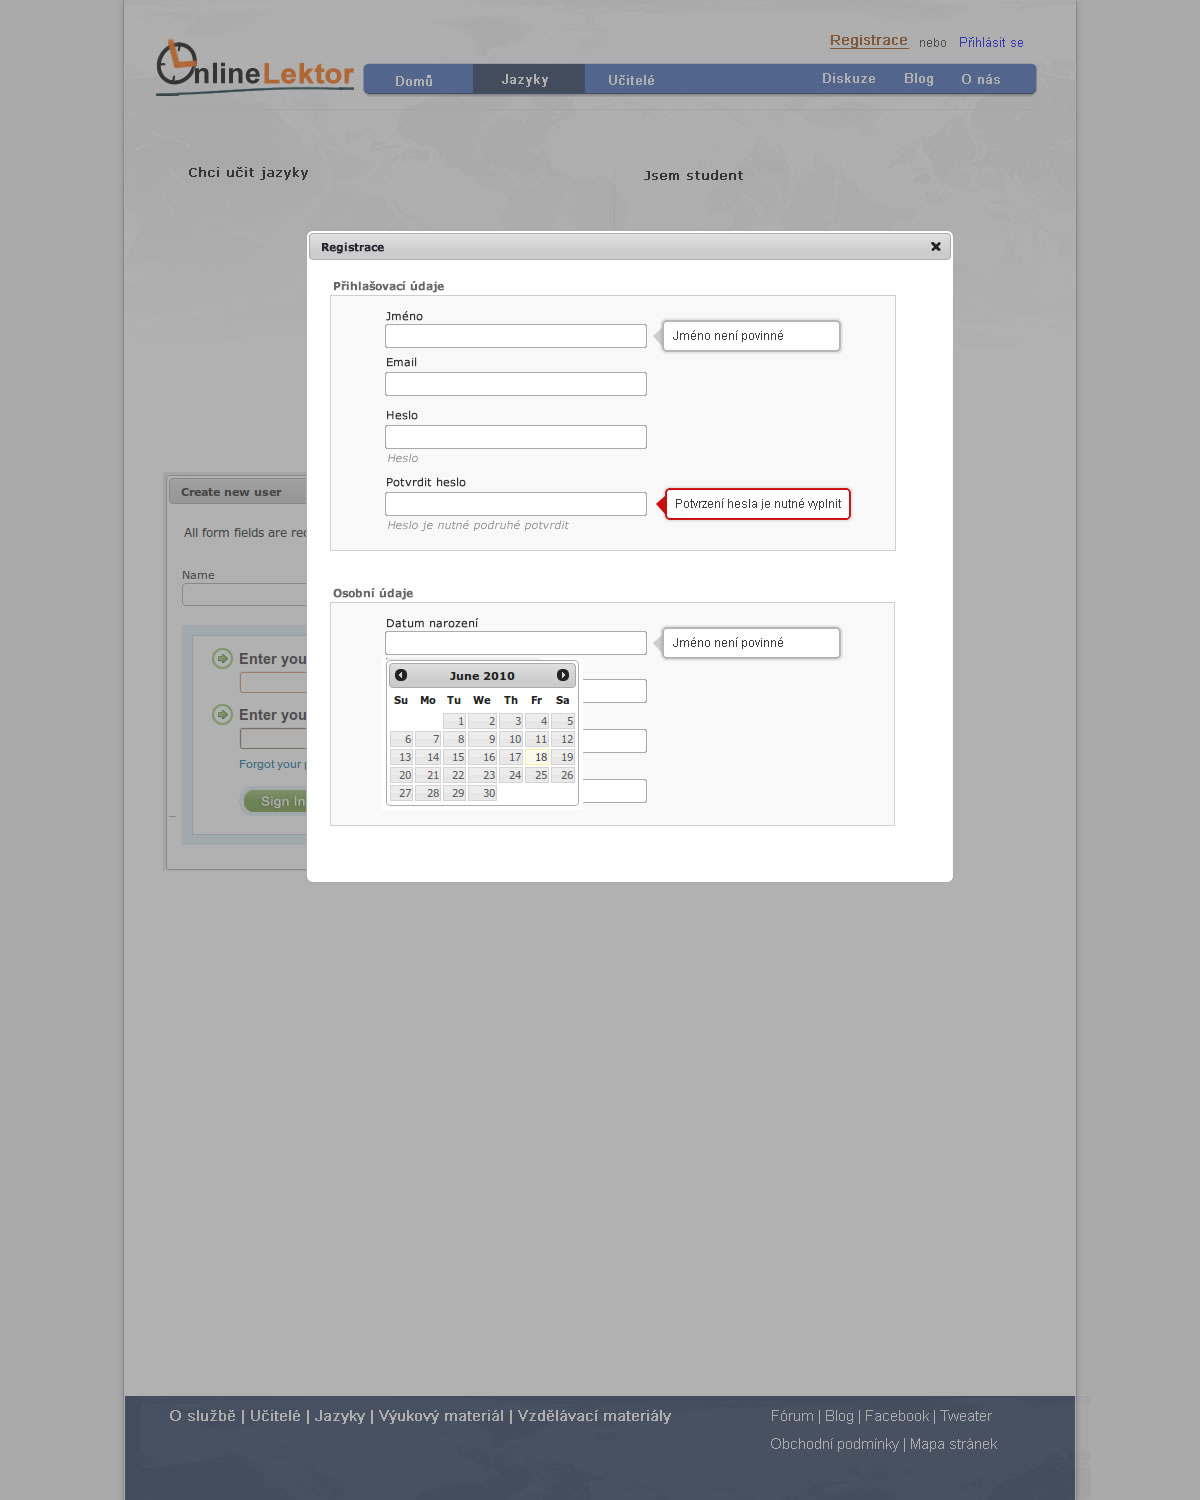 Registrace nebo Přihlásit se
OnlineLektor
Domů Jazyky Učitelé Diskuze Blog O nás
Chci učit jazyky
Jsem student
Registrace
Přihlašovací údaje
Jméno
Jméno není povinné
Email
Heslo
Heslo
Potvrdit heslo
Potvrzení hesla je nutné vyplnit
Heslo je nutné podruhé potvrdit
Create new user
All form fields are rec
Name
Enter you
Enter you
Forgot your p
Sign In
Osobní údaje
Datum narození
Jméno není povinné
June 2010
Su Mo Tu We Th Fr Sa
1 2 3 4 5
6 7 8 9 10 11 12
13 14 15 16 17 18 19
20 21 22 23 24 25 26
27 28 29 30
O službě | Učitelé | Jazyky | Výukový materiál | Vzdělávací materiály
Fórum | Blog | Facebook | Tweater
Obchodní podmínky | Mapa stránek